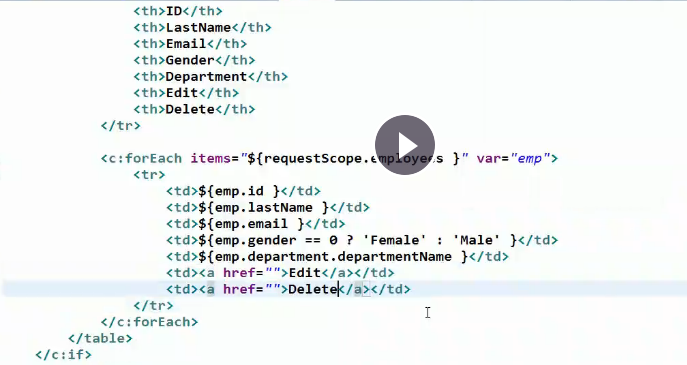 <th>ID</th>
<th>LastName</th>
<th>Email</th>
<th>Gender</th>
<th>Department</th>
<th>Edit</th>
<th>Delete</th>
</tr>
<c:forEach items="${requestScope.employees }" var="emp">
<tr>
<td>${emp.id }</td>
<td>${emp.lastName }</td>
<td>${emp.email }</td>
<td>${emp.gender == 0 ? 'Female' : 'Male' }</td>
<td>${emp.department.departmentName }</td>
<td><a href="">Edit</a></td>
<td><a href="">Delete</a></td>
</tr>
</c:forEach>
</table>
</c:if>